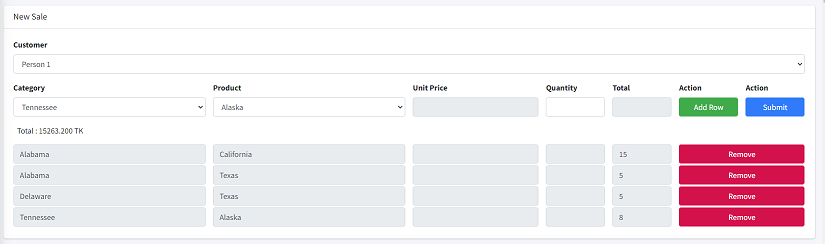 New Sale
Customer
Person 1
Category Product Unit Price Quantity Total Action Action
Tennessee Alaska Add Row Submit
Total : 15263.200 TK
Alabama California 15 Remove
Alabama Texas 5 Remove
Delaware Texas 5 Remove
Tennessee Alaska 8 Remove